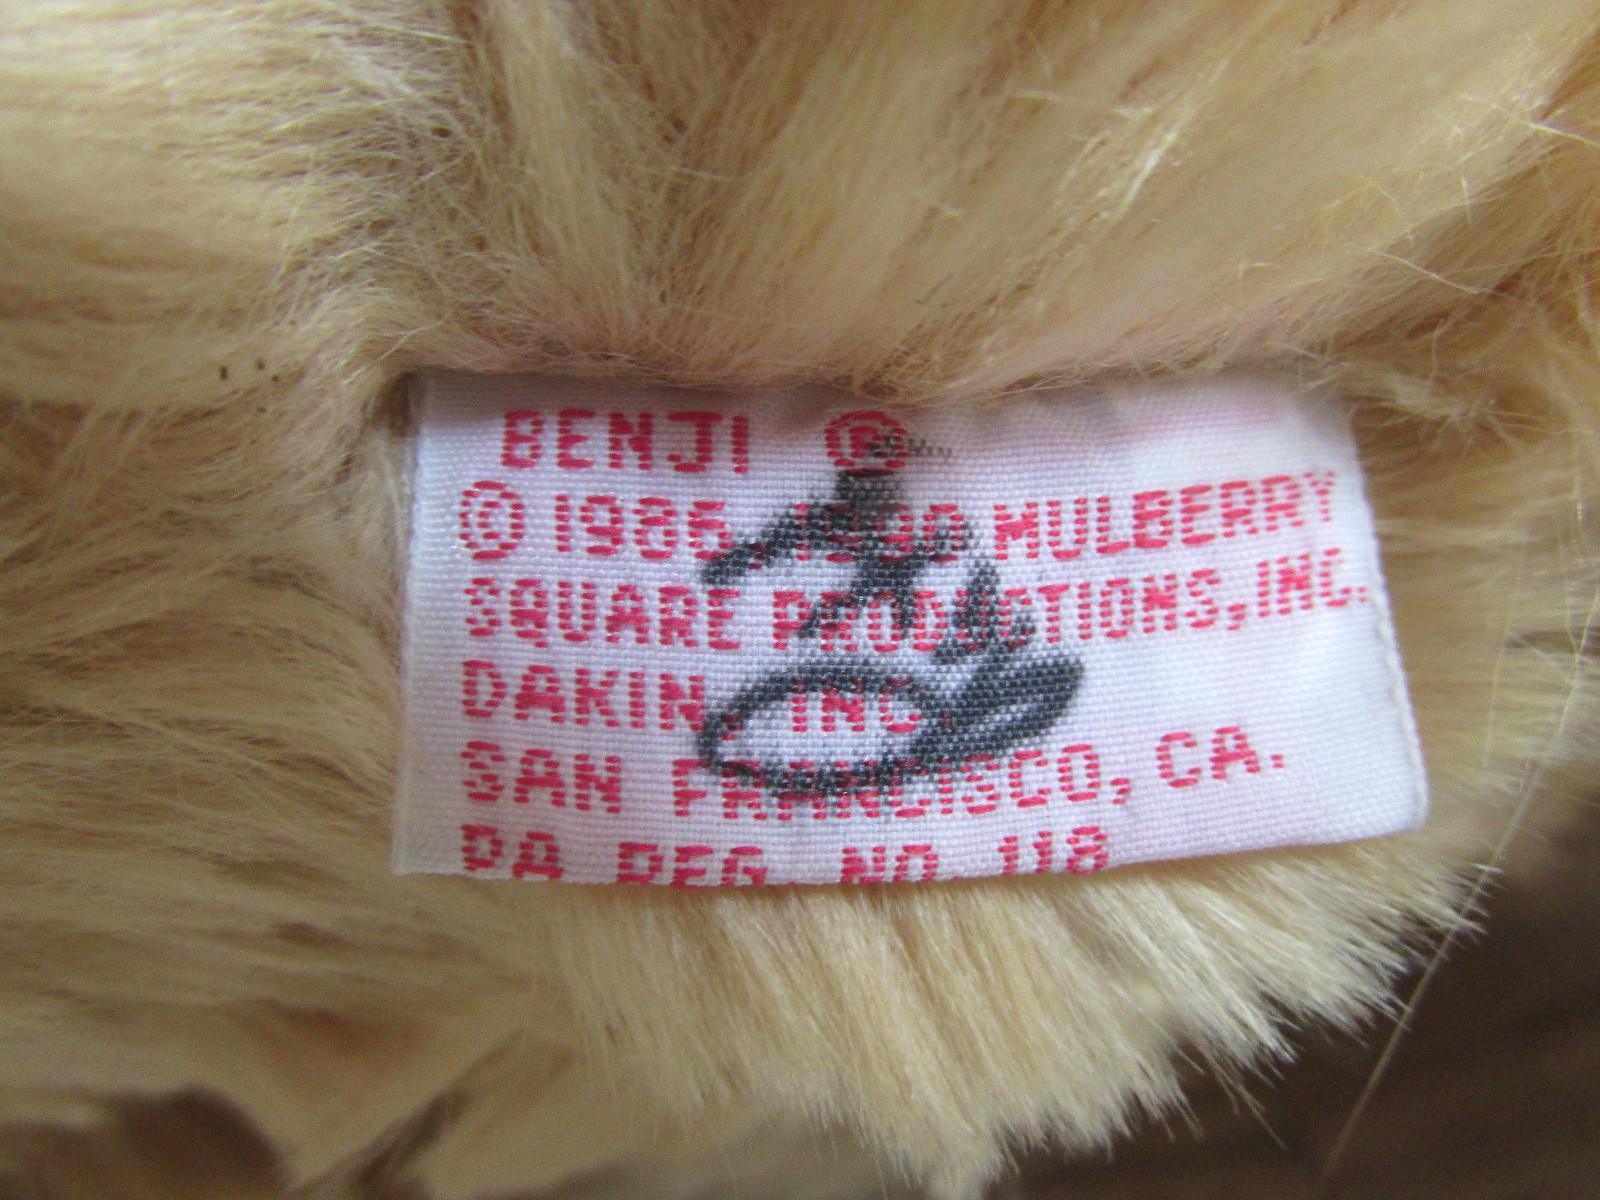 BENJI ®
© 1986, MULBERRY
SQUARE PRODUCTIONS, INC.
DAKIN, INC.
SAN FRANCISCO, CA.
PA. REG. NO. 118